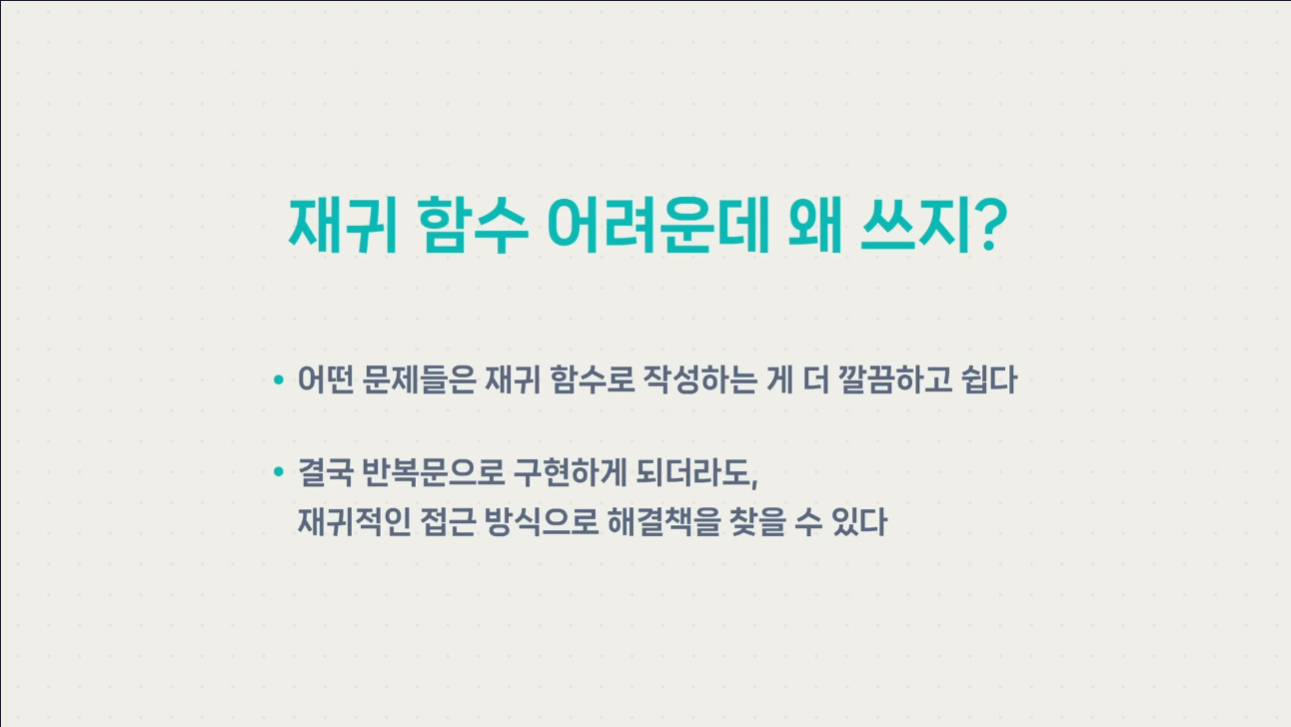 재귀 함수 어려운데 왜 쓰지?
• 어떤 문제들은 재귀 함수로 작성하는 게 더 깔끔하고 쉽다
• 결국 반복문으로 구현하게 되더라도,
재귀적인 접근 방식으로 해결책을 찾을 수 있다